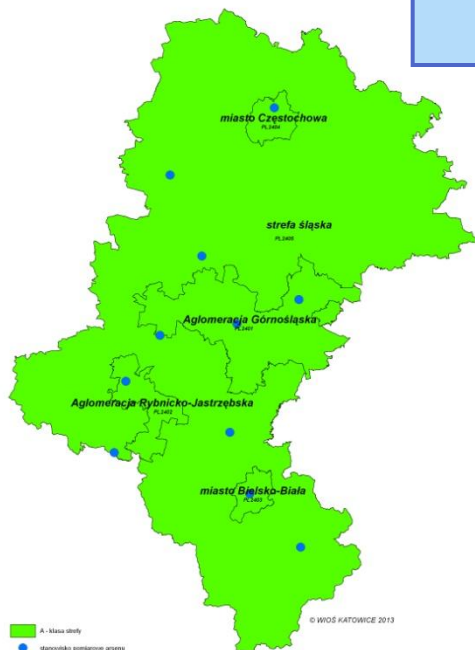 miasto Częstochowa
PL2404
strefa śląska
PL2405
Aglomeracja Górnośląska
PL2401
Aglomeracja Rybnicko-Jastrzębska
PL2402
miasto Bielsko-Biała
PL2403
© WIOŚ KATOWICE 2013
A - klasa strefy
stanowisko pomiarowe arsenu